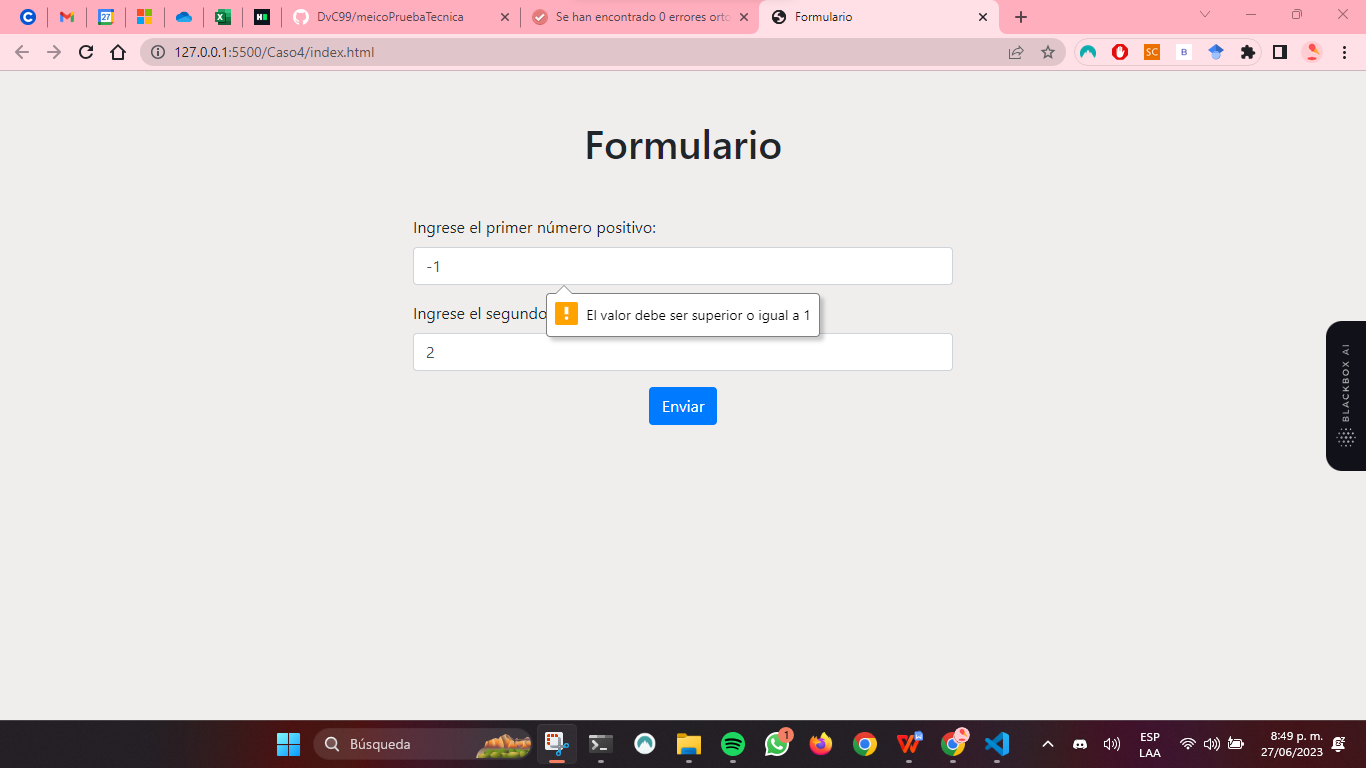 DvC99/meicoPruebaTecnica
Se han encontrado 0 errores orto
Formulario
127.0.0.1:5500/Caso4/index.html
Formulario
Ingrese el primer número positivo:
-1
El valor debe ser superior o igual a 1
Ingrese el segundo
2
Enviar
BLACKBOX AI
Búsqueda
1
ESP
LAA
8:49 p. m.
27/06/2023
27
SC
B